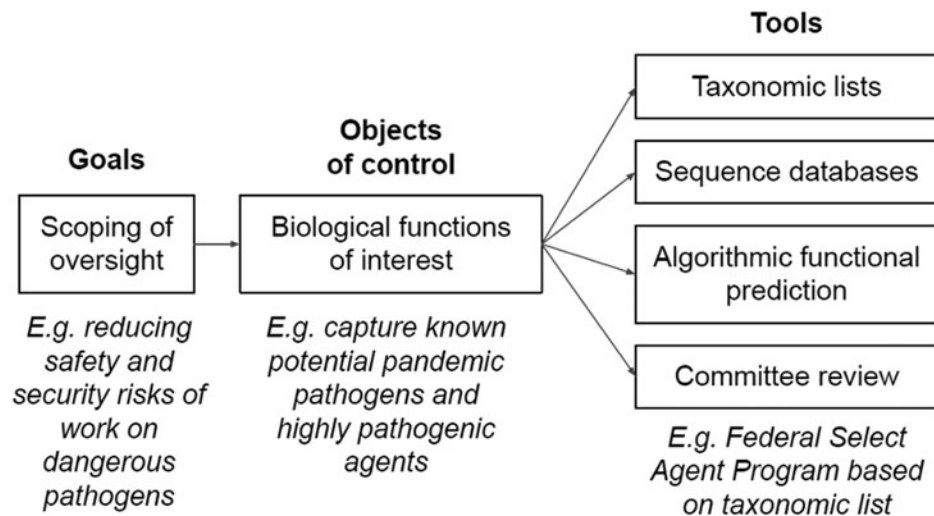 Goals
Scoping of
oversight
E.g. reducing
safety and
security risks of
work on
dangerous
pathogens
Objects
of control
Biological functions
of interest
E.g. capture known
potential pandemic
pathogens and
highly pathogenic
agents
Tools
Taxonomic lists
Sequence databases
Algorithmic functional
prediction
Committee review
E.g. Federal Select
Agent Program based
on taxonomic list